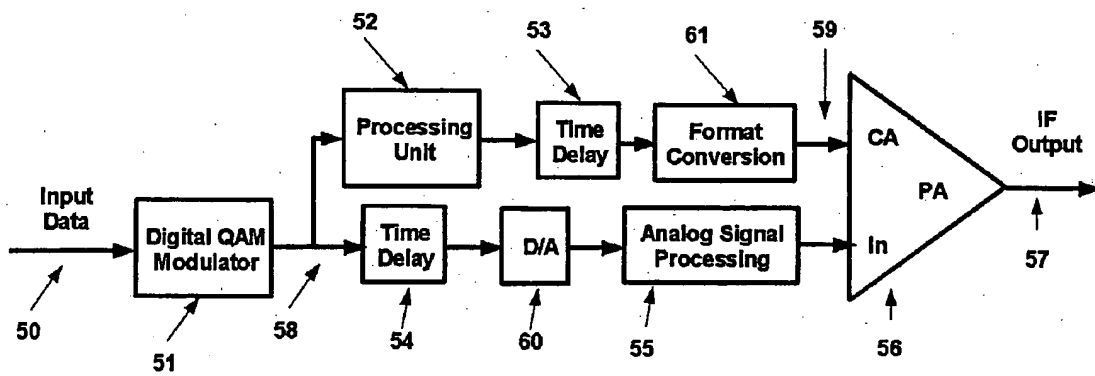 52
53
61
59
Processing
Unit
Time
Delay
Format
Conversion
CA
IF
Output
PA
Input
Data
Digital QAM
Modulator
Time
Delay
D/A
Analog Signal
Processing
In
57
50
51
58
54
60
55
56